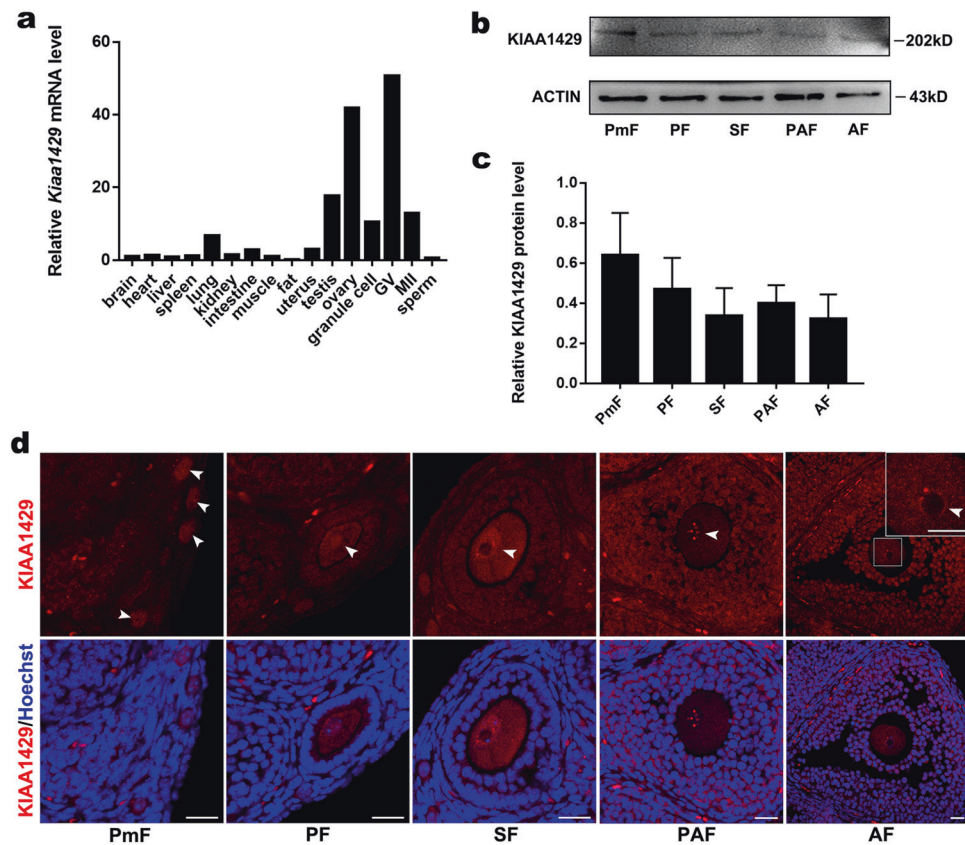 a
Relative Kiaa1429 mRNA level
60
40
20
0
brain
heart
liver
spleen
lung
kidney
intestine
muscle
fat
uterus
testis
ovary
granule cell
GV
MII
sperm
b
KIAA1429
202kD
ACTIN
43kD
PmF PF SF PAF AF
c
Relative KIAA1429 protein level
1.0
0.8
0.6
0.4
0.2
0.0
PmF
PF
SF
PAF
AF
d
KIAA1429
KIAA1429/Hoechst
PmF PF SF PAF AF